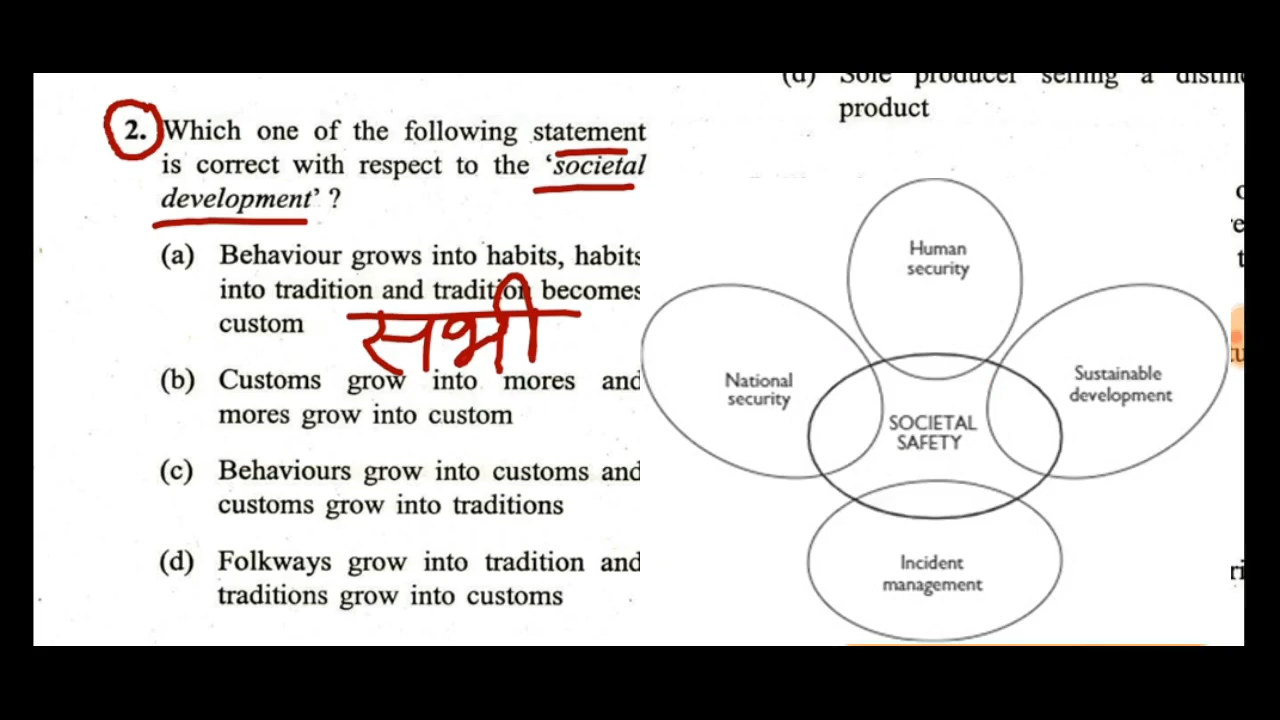 (d) Sole producer selling a
product
2. Which one of the following statement
is correct with respect to the ‘societal
development’ ?
(a) Behaviour grows into habits, habits
into tradition and tradition becomes
custom
सभी
(b) Customs grow into mores and
mores grow into custom
(c) Behaviours grow into customs and
customs grow into traditions
(d) Folkways grow into tradition and
traditions grow into customs
Human
security
National
security
SOCIETAL
SAFETY
Sustainable
development
Incident
management